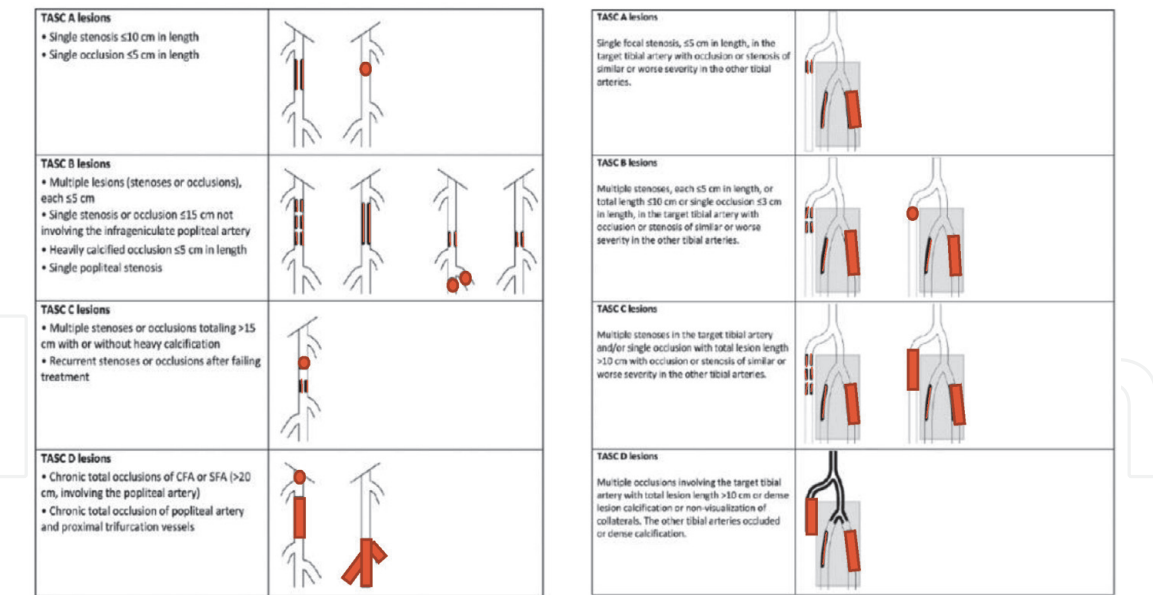 TASC A lesions
• Single stenosis ≤10 cm in length
• Single occlusion ≤5 cm in length
TASC B lesions
• Multiple lesions (stenoses or occlusions),
each ≤5 cm
• Single stenosis or occlusion ≤15 cm not
involving the infrageniculate popliteal artery
• Heavily calcified occlusion ≤5 cm in length
• Single popliteal stenosis
TASC C lesions
• Multiple stenoses or occlusions totaling >15
cm with or without heavy calcification
• Recurrent stenoses or occlusions after failing
treatment
TASC D lesions
• Chronic total occlusions of CFA or SFA (>20
cm, involving the popliteal artery)
• Chronic total occlusion of popliteal artery
and proximal trifurcation vessels
TASC A lesions
Single focal stenosis, ≤5 cm in length, in the
target tibial artery with occlusion or stenosis of
similar or worse severity in the other tibial
arteries.
TASC B lesions
Multiple stenoses, each ≤5 cm in length, or
total length ≤10 cm or single occlusion ≤3 cm
in length, in the target tibial artery with
occlusion or stenosis of similar or worse
severity in the other tibial arteries.
TASC C lesions
Multiple stenoses in the target tibial artery
and/or single occlusion with total lesion length
>10 cm with occlusion or stenosis of similar or
worse severity in the other tibial arteries.
TASC D lesions
Multiple occlusions involving the target tibial
artery with total lesion length >10 cm or dense
lesion calcification or non-visualization of
collaterals. The other tibial arteries occluded
or dense calcification.